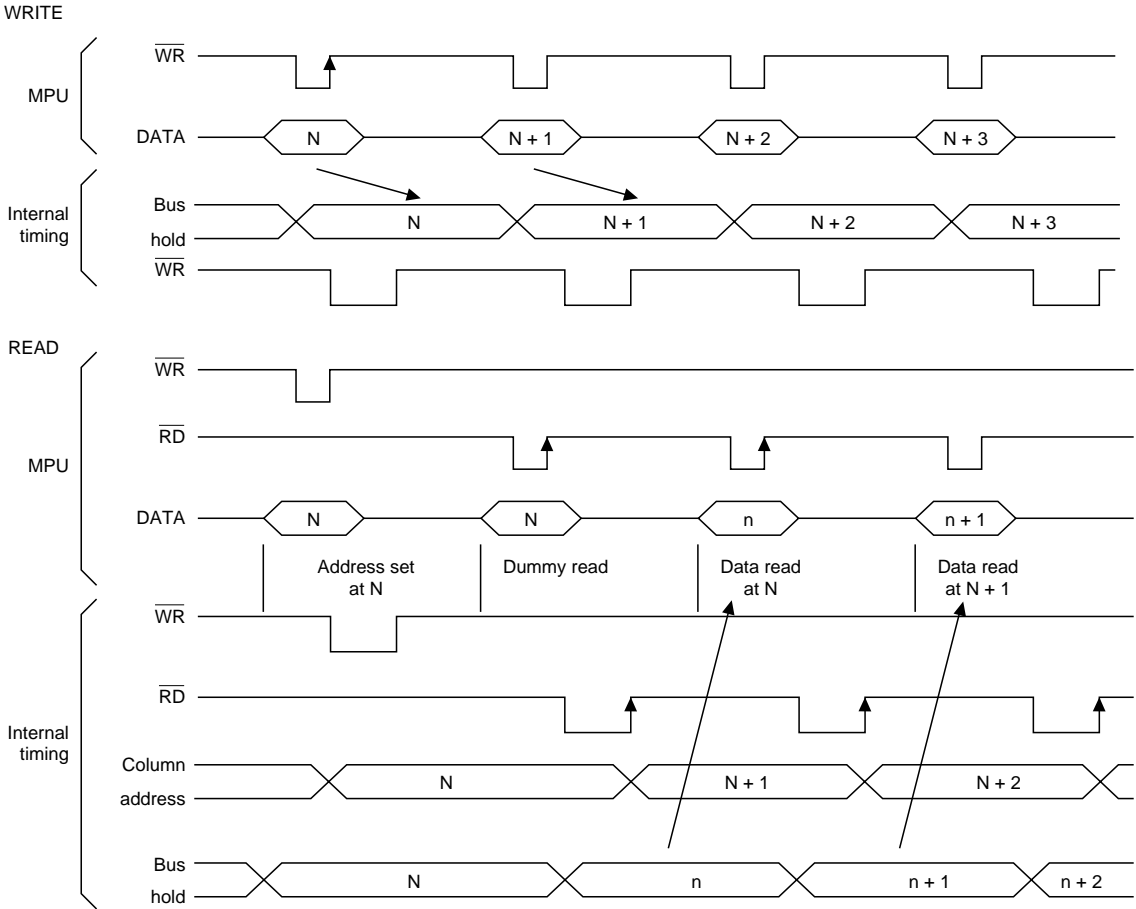 WRITE
MPU
WR
DATA
N
N + 1
N + 2
N + 3
Internal
timing
Bus
hold
N
N + 1
N + 2
N + 3
WR
READ
MPU
WR
RD
DATA
N
N
n
n + 1
Address set
at N
Dummy read
Data read
at N
Data read
at N + 1
Internal
timing
WR
RD
Column
address
N
N + 1
N + 2
Bus
hold
N
n
n + 1
n + 2